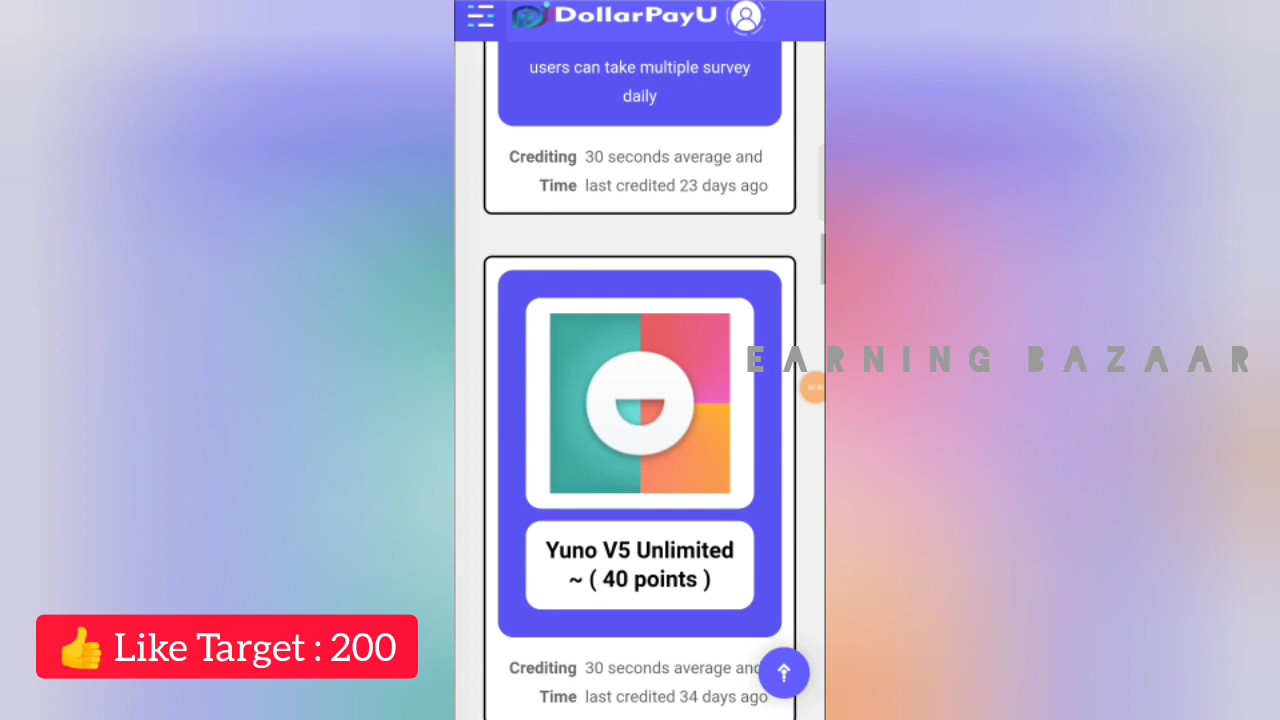 DollarPayU
users can take multiple survey
daily
Crediting 30 seconds average and
Time last credited 23 days ago
EARNING BAZAAR
Yuno V5 Unlimited
~ ( 40 points )
👍 Like Target : 200
Crediting 30 seconds average and
Time last credited 34 days ago